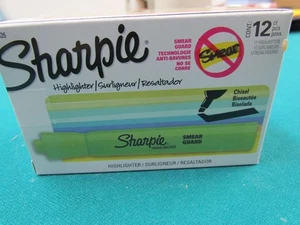 Sharpie
Highlighter/Surligneur/Resaltador
SMEAR
GUARD
TECHNOLOGIE
ANTI-BAVURES
NO SE
CORRE
Smear
CONT. 12
Chisel
Biseautée
Biselada
Sharpie
SMEAR
GUARD
HIGHLIGHTER / SURLIGNEUR / RESALTADOR